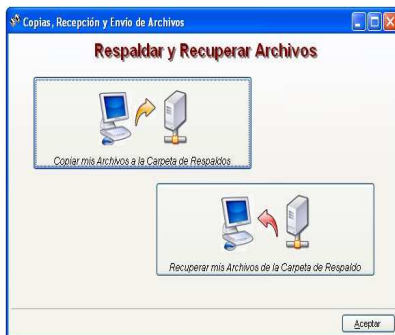 Copias, Recepción y Envio de Archivos
Respaldar y Recuperar Archivos
Copiar mis Archivos a la Carpeta de Respaldos
Recuperar mis Archivos de la Carpeta de Respaldo
Aceptar